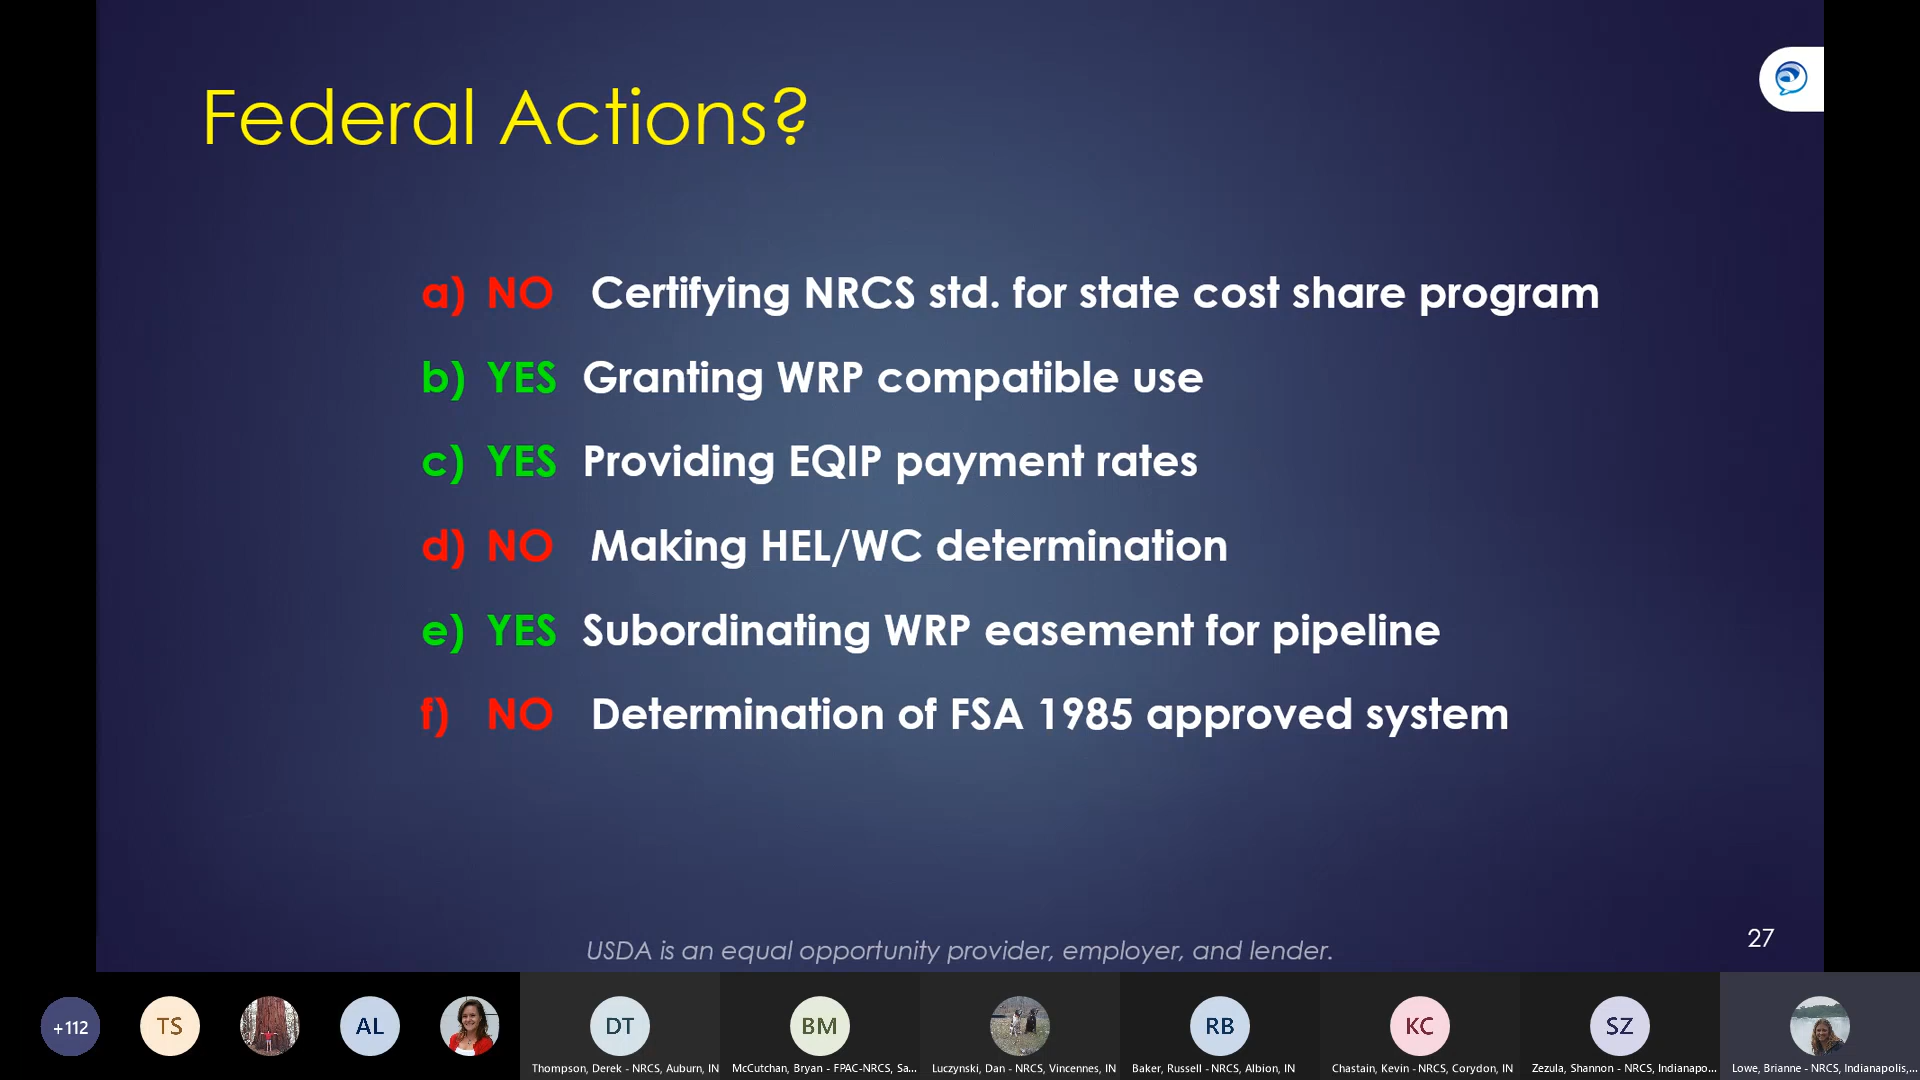 Federal Actions?
a) NO Certifying NRCS std. for state cost share program
b) YES Granting WRP compatible use
c) YES Providing EQIP payment rates
d) NO Making HEL/WC determination
e) YES Subordinating WRP easement for pipeline
f) NO Determination of FSA 1985 approved system
USDA is an equal opportunity provider, employer, and lender.
27
+112
TS
AL
DT
BM
RB
KC
SZ
Thompson, Derek - NRCS, Auburn, IN
McCutchan, Bryan - FPAC-NRCS, Sa...
Luczynski, Dan - NRCS, Vincennes, IN
Baker, Russell - NRCS, Albion, IN
Chastain, Kevin - NRCS, Corydon, IN
Zezula, Shannon - NRCS, Indianapo...
Lowe, Brianne - NRCS, Indianapolis,...